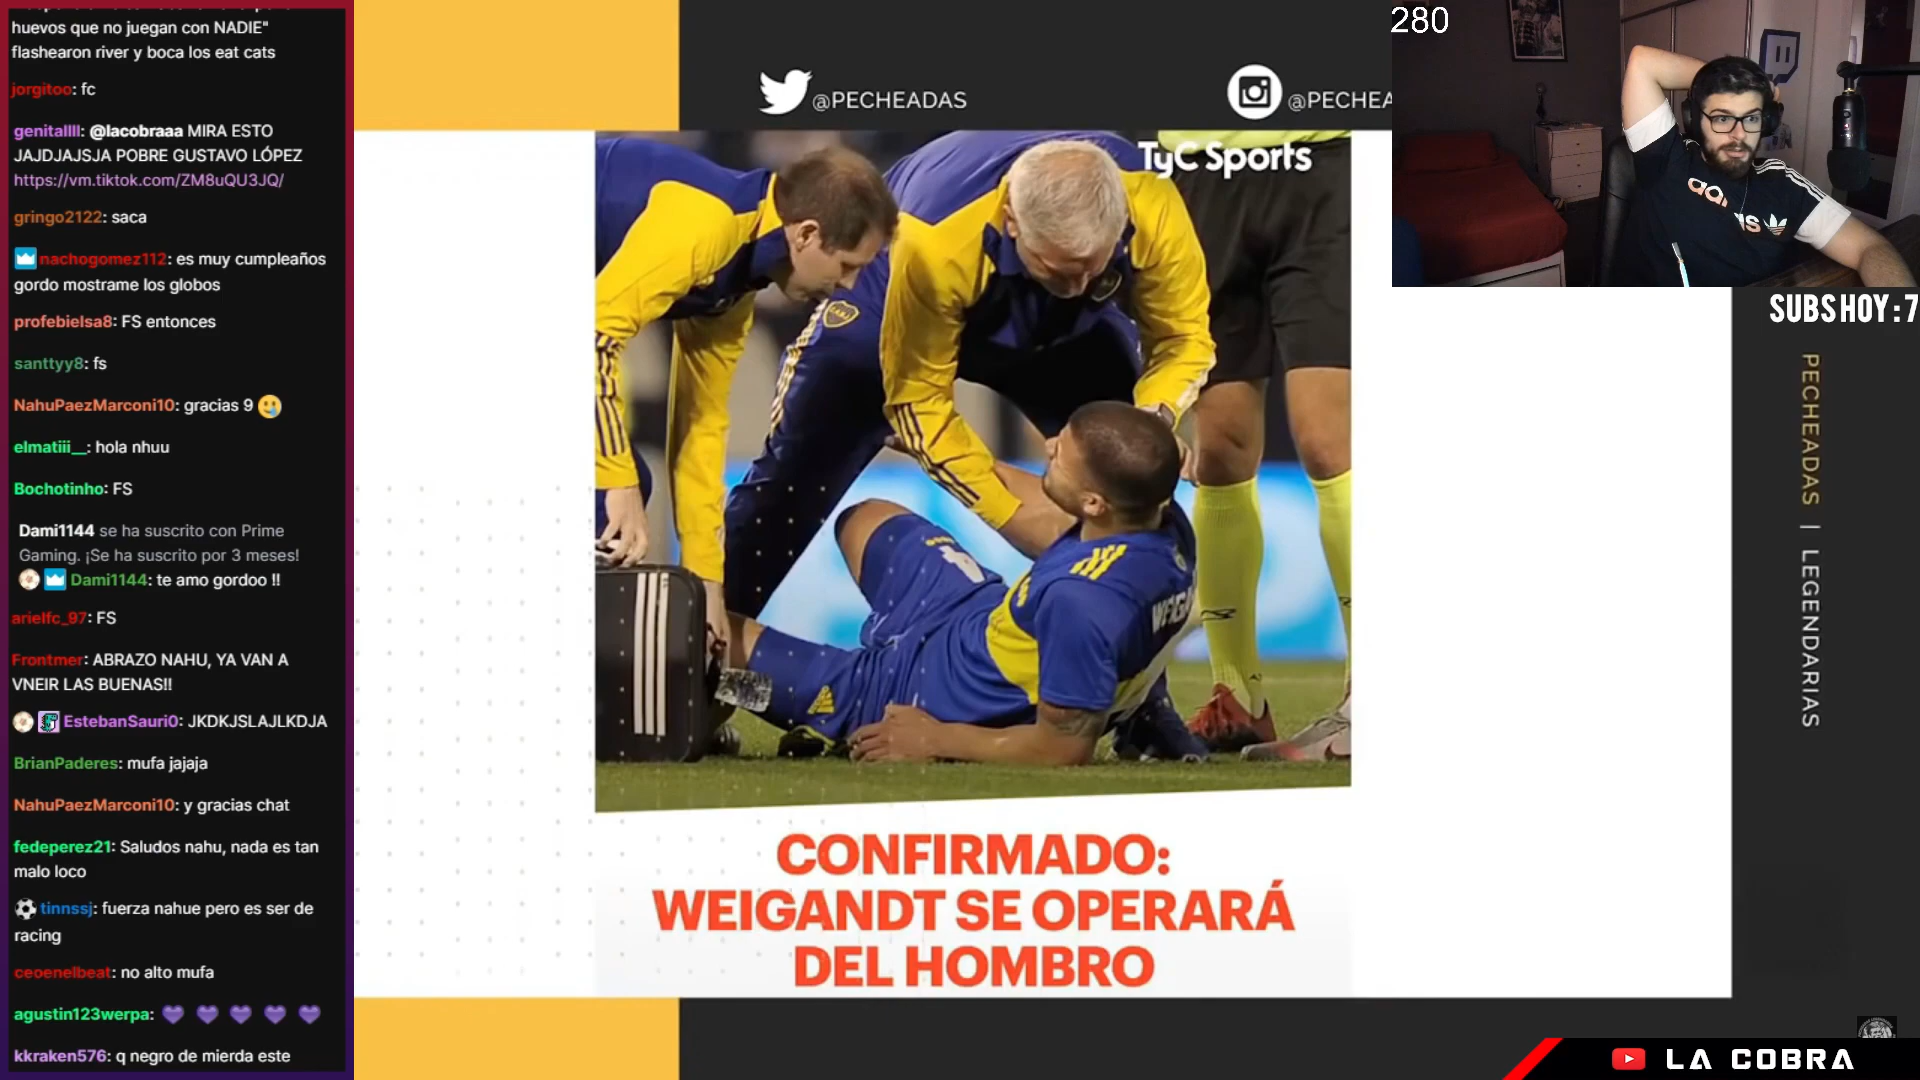 huevos que no juegan con NADIE"
flashearon river y boca los eat cats
jorgitoo: fc
genitallll: @lacobraaa MIRA ESTO
JAJDJAJSJA POBRE GUSTAVO LÓPEZ
https://vm.tiktok.com/ZM8uQU3JQ/
gringo2122: saca
nachogomez112: es muy cumpleaños
gordo mostrame los globos
profebielsa8: FS entonces
santtyy8: fs
NahuPaezMarconi10: gracias 9
elmatiii__: hola nhuu
Bochotinho: FS
Dami1144 se ha suscrito con Prime
Gaming. ¡Se ha suscrito por 3 meses!
Dami1144: te amo gordoo !!
arielfc_97: FS
Frontmer: ABRAZO NAHU, YA VAN A
VNEIR LAS BUENAS!!
EstebanSauri0: JKDKJSLAJLKDJA
BrianPaderes: mufa jajaja
NahuPaezMarconi10: y gracias chat
fedeperez21: Saludos nahu, nada es tan
malo loco
tinnssj: fuerza nahue pero es ser de
racing
ceoenelbeat: no alto mufa
agustin123werpa:
kkraken576: q negro de mierda este
@PECHEADAS
@PECHEA
TyC Sports
WEIGA
CONFIRMADO:
WEIGANDT SE OPERARÁ
DEL HOMBRO
280
adi
as
SUBS HOY: 7
PECHEADAS | LEGENDARIAS
LA COBRA